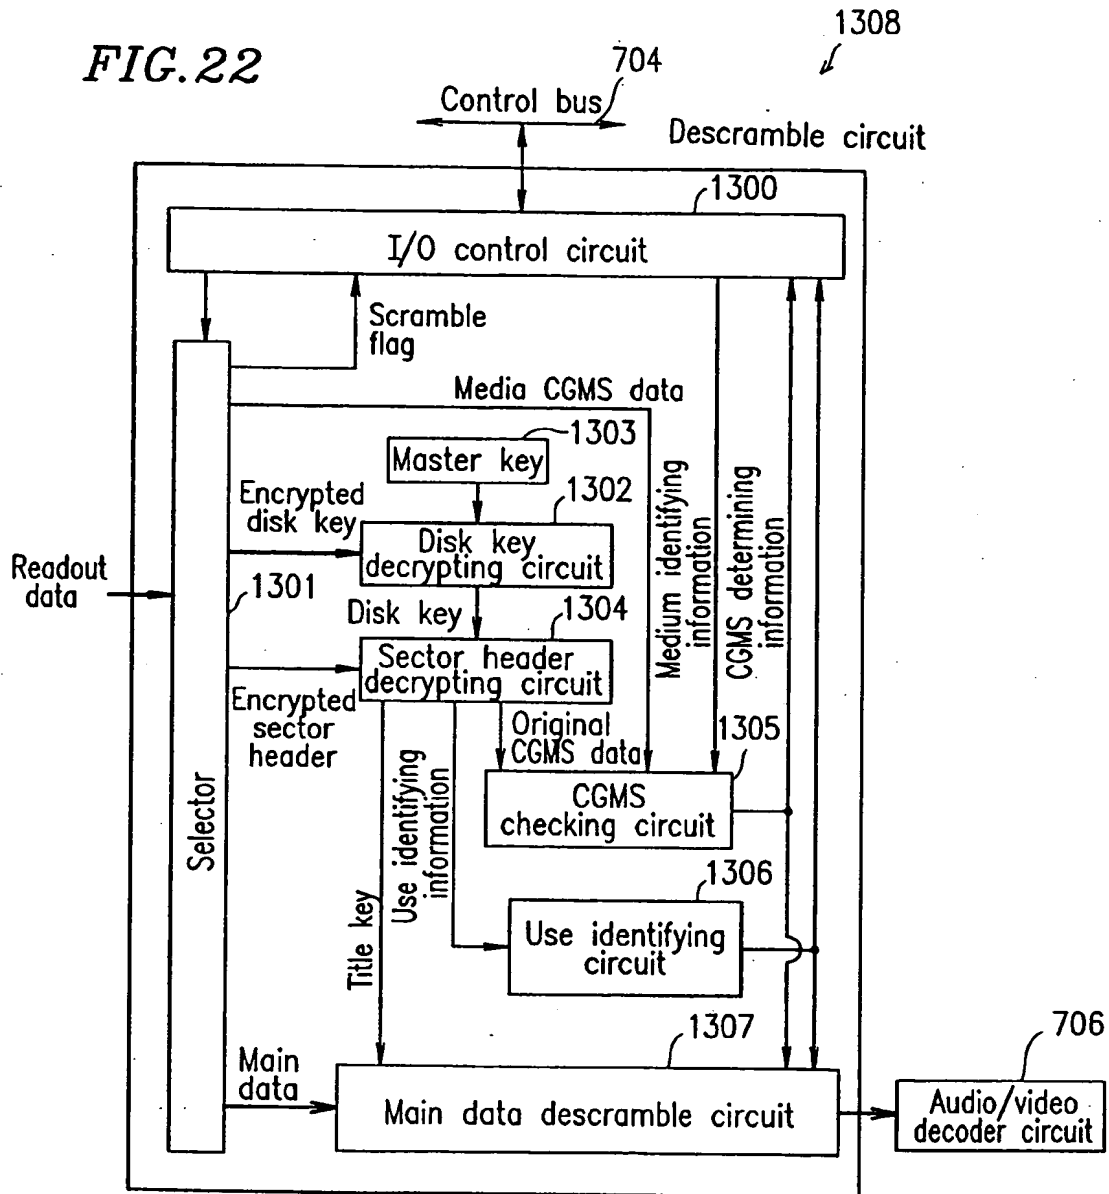 FIG.22
1308
704
Control bus
Descramble circuit
1300
I/O control circuit
Scramble
flag
Media CGMS data
1303
Master key
Encrypted
disk key
1302
Disk key
decrypting circuit
Readout
data
1301
Disk key
1304
Sector header
decrypting circuit
Encrypted
sector
header
Original
CGMS data
Medium identifying
information
CGMS determining
information
1305
CGMS
checking circuit
Selector
Use identifying
information
Title key
1306
Use identifying
circuit
1307
Main
data
Main data descramble circuit
706
Audio/video
decoder circuit